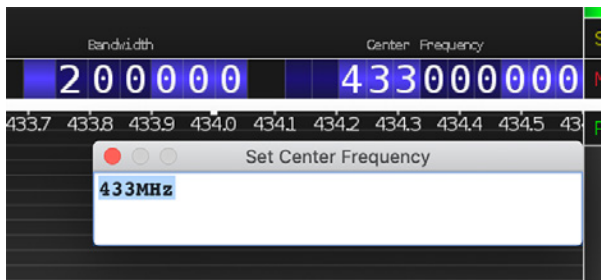 Bandwidth Center Frequency
200000 433000000
433.7 433.8 433.9 434.0 434.1 434.2 434.3 434.4 434.5 43
Set Center Frequency
433MHz